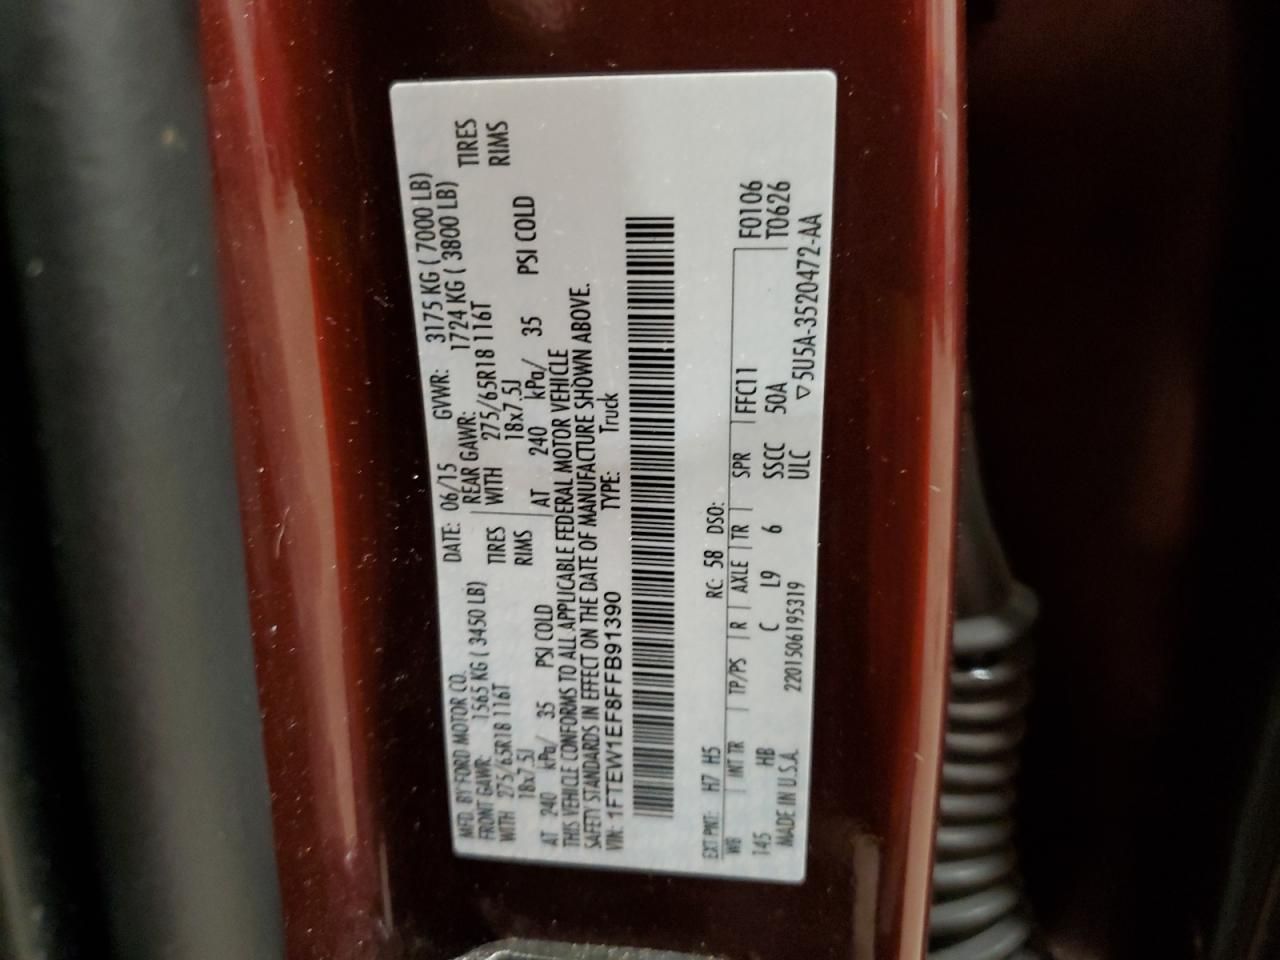 MFD. BY FORD MOTOR CO.
DATE: 06/15 GVWR: 3175 KG ( 7000 LB)
FRONT GAWR: 1565 KG ( 3450 LB) REAR GAWR: 1724 KG ( 3800 LB)
WITH 275/65R18 116T TIRES WITH 275/65R18 116T TIRES
18x7.5J RIMS 18x7.5J RIMS
AT 240 kPa/ 35 PSI COLD AT 240 kPa/ 35 PSI COLD
THIS VEHICLE CONFORMS TO ALL APPLICABLE FEDERAL MOTOR VEHICLE
SAFETY STANDARDS IN EFFECT ON THE DATE OF MANUFACTURE SHOWN ABOVE.
VIN: 1FTEW1EF8FFB91390 TYPE: Truck
EXT PNT: H7 H5 RC: 58 DSO:
WB INT TR TP/PS R AXLE TR SPR FFC11 F0106
145 HB C L9 6 SSCC 50A T0626
ULC
MADE IN U.S.A. 2201506195319 ▽5U5A-3520472-AA